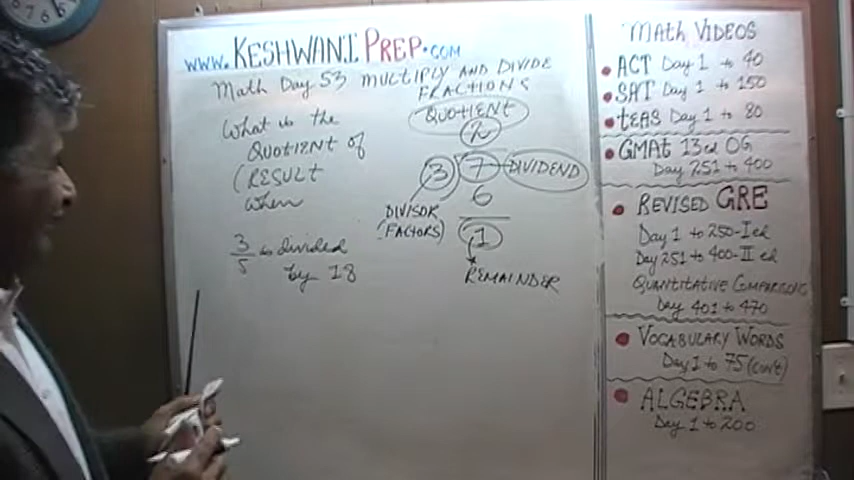 www.KESHWANIPREP.COM
Math Day 53 MULTIPLY AND DIVIDE
FRACTIONS
What is the
QUOTIENT of
(RESULT
when
3/5 is divided
by 18
QUOTIENT
2
3 7 DIVIDEND
6
DIVISOR
(FACTORS)
1
REMAINDER
MATH VIDEOS
ACT Day 1 to 40
SAT Day 1 to 150
tEAS Day 1 to 80
GMAt 13 ed OG
Day 251 to 400
REVISED GRE
Day 1 to 250-I ed
Day 251 to 400-II ed
QUANTITATIVE COMPARISONS
Day 401 to 470
VOCABULARY WORDS
Day 1 to 75 (con't)
ALGEBRA
Day 1 to 200